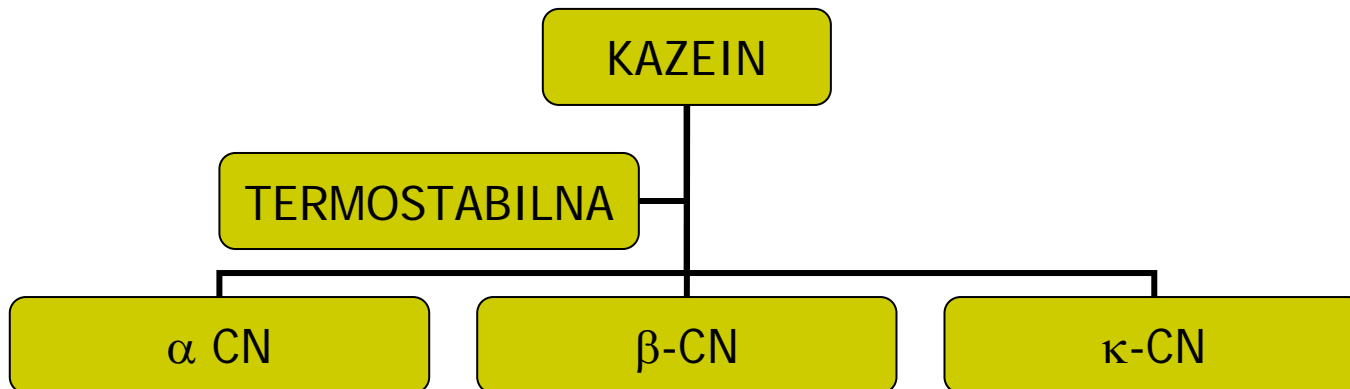 KAZEIN
TERMOSTABILNA
α CN
β-CN
κ-CN